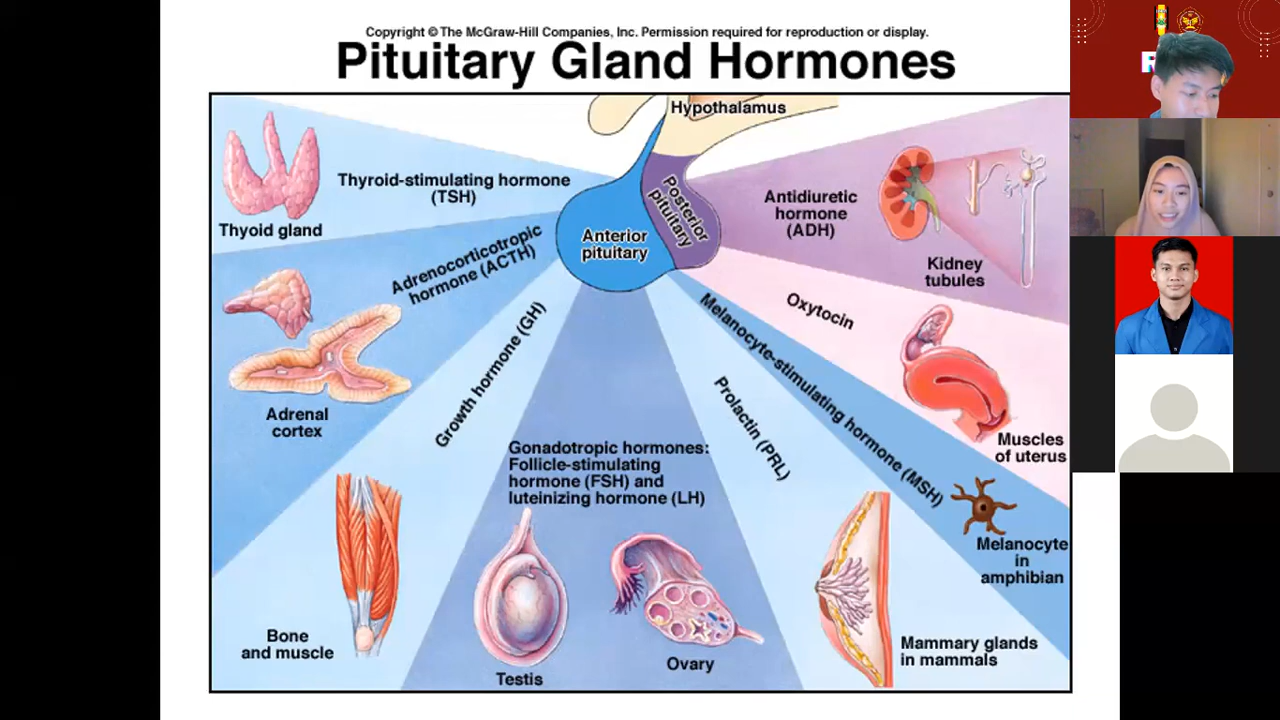 Copyright © The McGraw-Hill Companies, Inc. Permission required for reproduction or display.
Pituitary Gland Hormones
Hypothalamus
Posterior
pituitary
Anterior
pituitary
Thyroid-stimulating hormone
(TSH)
Thyoid gland
Adrenocorticotropic
hormone (ACTH)
Adrenal
cortex
Growth hormone (GH)
Bone
and muscle
Gonadotropic hormones:
Follicle-stimulating
hormone (FSH) and
luteinizing hormone (LH)
Testis
Ovary
Prolactin (PRL)
Mammary glands
in mammals
Melanocyte-stimulating hormone (MSH)
Melanocyte
in
amphibian
Oxytocin
Muscles
of uterus
Antidiuretic
hormone
(ADH)
Kidney
tubules